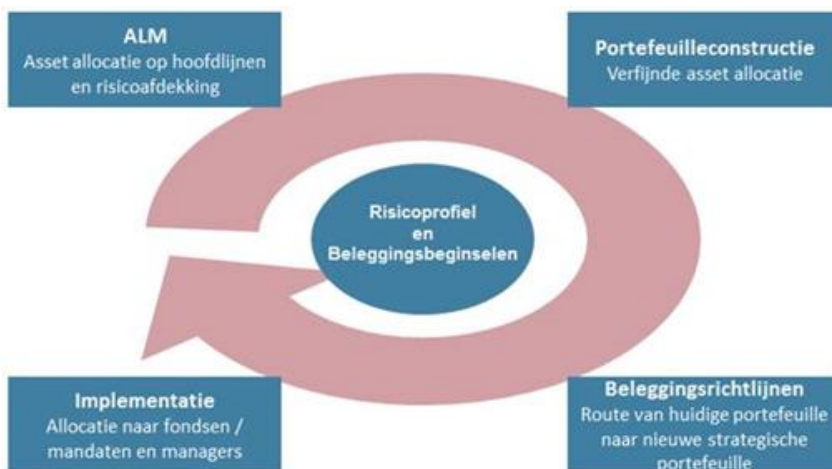 ALM
Asset allocatie op hoofdlijnen
en risicoafdekking
Portefeuilleconstructie
Verfijnde asset allocatie
Risicoprofiel
en
Beleggingsbeginselen
Implementatie
Allocatie naar fondsen /
mandaten en managers
Beleggingsrichtlijnen
Route van huidige portefeuille
naar nieuwe strategische
portefeuille